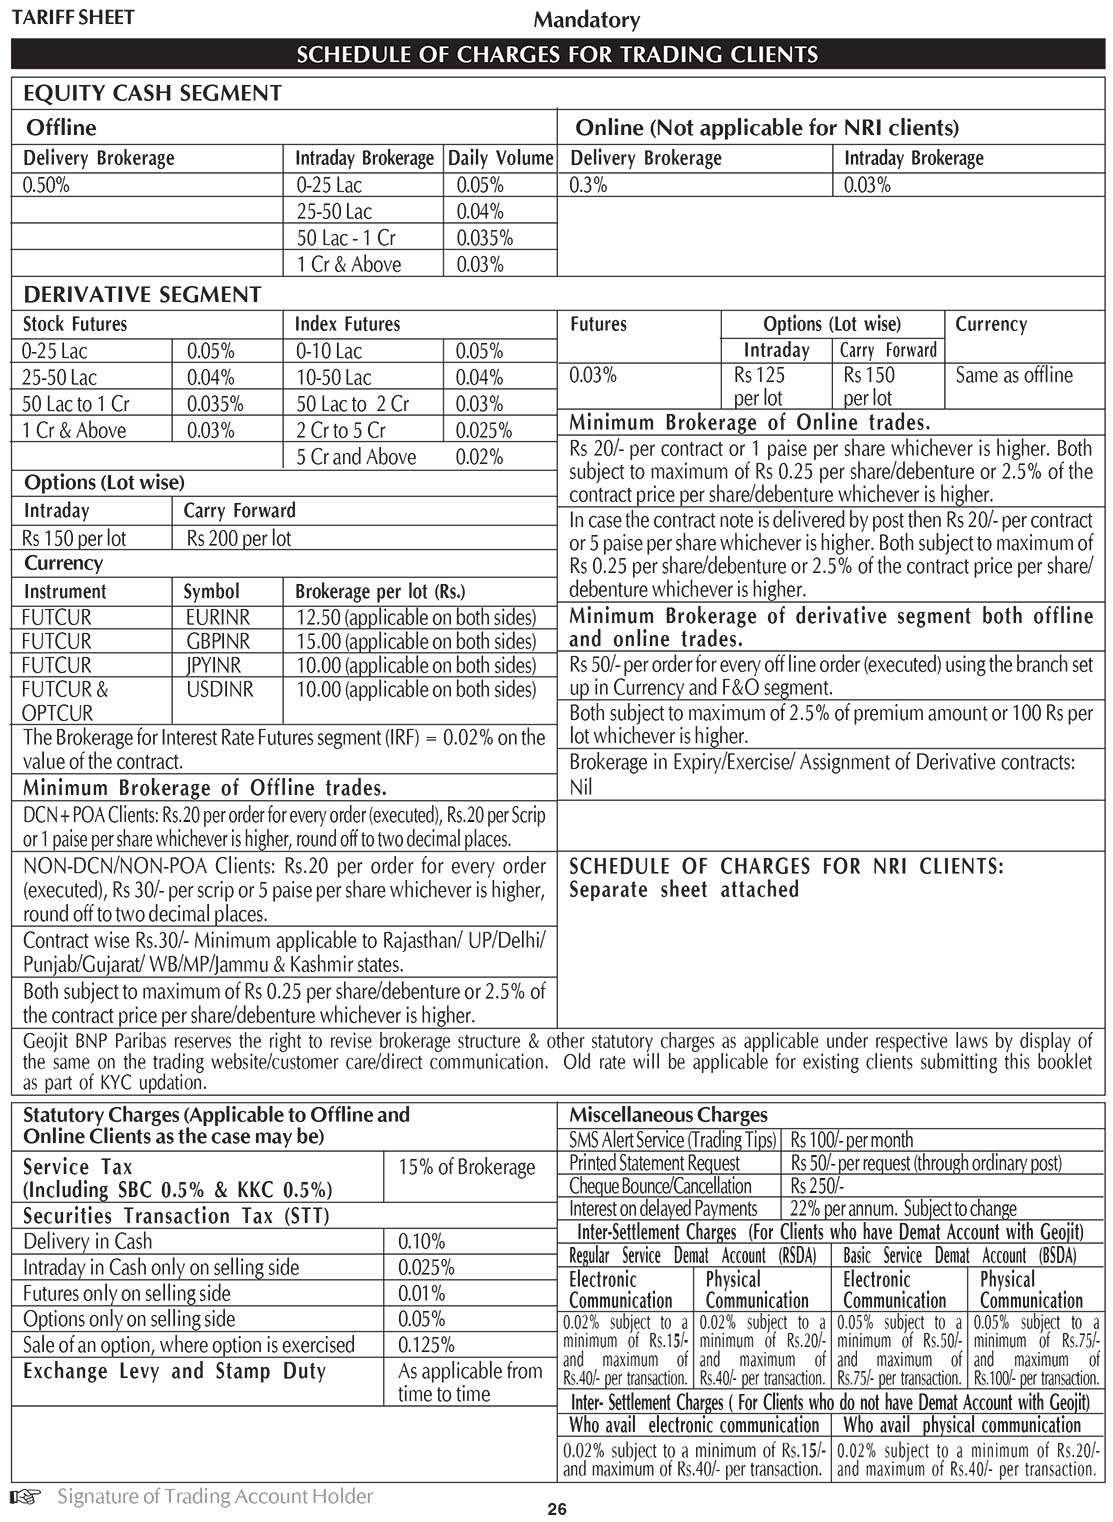 TARIFF SHEET
Mandatory
SCHEDULE OF CHARGES FOR TRADING CLIENTS
EQUITY CASH SEGMENT
Offline
Online (Not applicable for NRI clients)
Delivery Brokerage Intraday Brokerage Daily Volume Delivery Brokerage Intraday Brokerage
0.50% 0-25 Lac 0.05% 0.3% 0.03%
25-50 Lac 0.04%
50 Lac - 1 Cr 0.035%
1 Cr & Above 0.03%
DERIVATIVE SEGMENT
Stock Futures Index Futures
0-25 Lac 0.05% 0-10 Lac 0.05%
25-50 Lac 0.04% 10-50 Lac 0.04%
50 Lac to 1 Cr 0.035% 50 Lac to 2 Cr 0.03%
1 Cr & Above 0.03% 2 Cr to 5 Cr 0.025%
5 Cr and Above 0.02%
Options (Lot wise)
Intraday Carry Forward
Rs 150 per lot Rs 200 per lot
Currency
Instrument Symbol Brokerage per lot (Rs.)
FUTCUR EURINR 12.50 (applicable on both sides)
FUTCUR GBPINR 15.00 (applicable on both sides)
FUTCUR JPYINR 10.00 (applicable on both sides)
FUTCUR & USDINR 10.00 (applicable on both sides)
OPTCUR
The Brokerage for Interest Rate Futures segment (IRF) = 0.02% on the
value of the contract.
Minimum Brokerage of Offline trades.
DCN + POA Clients: Rs.20 per order for every order (executed), Rs.20 per Scrip
or 1 paise per share whichever is higher, round off to two decimal places.
NON-DCN/NON-POA Clients: Rs.20 per order for every order
(executed), Rs 30/- per scrip or 5 paise per share whichever is higher,
round off to two decimal places.
Contract wise Rs.30/- Minimum applicable to Rajasthan/ UP/Delhi/
Punjab/Gujarat/ WB/MP/Jammu & Kashmir states.
Both subject to maximum of Rs 0.25 per share/debenture or 2.5% of
the contract price per share/debenture whichever is higher.
Futures Options (Lot wise) Currency
Intraday Carry Forward
0.03% Rs 125 Rs 150 Same as offline
per lot per lot
Minimum Brokerage of Online trades.
Rs 20/- per contract or 1 paise per share whichever is higher. Both
subject to maximum of Rs 0.25 per share/debenture or 2.5% of the
contract price per share/debenture whichever is higher.
In case the contract note is delivered by post then Rs 20/- per contract
or 5 paise per share whichever is higher. Both subject to maximum of
Rs 0.25 per share/debenture or 2.5% of the contract price per share/
debenture whichever is higher.
Minimum Brokerage of derivative segment both offline
and online trades.
Rs 50/- per order for every off line order (executed) using the branch set
up in Currency and F&O segment.
Both subject to maximum of 2.5% of premium amount or 100 Rs per
lot whichever is higher.
Brokerage in Expiry/Exercise/ Assignment of Derivative contracts:
Nil
SCHEDULE OF CHARGES FOR NRI CLIENTS:
Separate sheet attached
Geojit BNP Paribas reserves the right to revise brokerage structure & other statutory charges as applicable under respective laws by display of
the same on the trading website/customer care/direct communication. Old rate will be applicable for existing clients submitting this booklet
as part of KYC updation.
Statutory Charges (Applicable to Offline and
Online Clients as the case may be)
Service Tax 15% of Brokerage
(Including SBC 0.5% & KKC 0.5%)
Securities Transaction Tax (STT)
Delivery in Cash 0.10%
Intraday in Cash only on selling side 0.025%
Futures only on selling side 0.01%
Options only on selling side 0.05%
Sale of an option, where option is exercised 0.125%
Exchange Levy and Stamp Duty As applicable from
time to time
Miscellaneous Charges
SMS Alert Service (Trading Tips) Rs 100/- per month
Printed Statement Request Rs 50/- per request (through ordinary post)
Cheque Bounce/Cancellation Rs 250/-
Interest on delayed Payments 22% per annum. Subject to change
Inter-Settlement Charges (For Clients who have Demat Account with Geojit)
Regular Service Demat Account (RSDA) Basic Service Demat Account (BSDA)
Electronic Physical Electronic Physical
Communication Communication Communication Communication
0.02% subject to a 0.02% subject to a 0.05% subject to a 0.05% subject to a
minimum of Rs.15/- minimum of Rs.20/- minimum of Rs.50/- minimum of Rs.75/-
and maximum of and maximum of and maximum of and maximum of
Rs.40/- per transaction. Rs.40/- per transaction. Rs.75/- per transaction. Rs.100/- per transaction.
Inter- Settlement Charges ( For Clients who do not have Demat Account with Geojit)
Who avail electronic communication Who avail physical communication
0.02% subject to a minimum of Rs.15/- 0.02% subject to a minimum of Rs.20/-
and maximum of Rs.40/- per transaction. and maximum of Rs.40/- per transaction.
Signature of Trading Account Holder
26